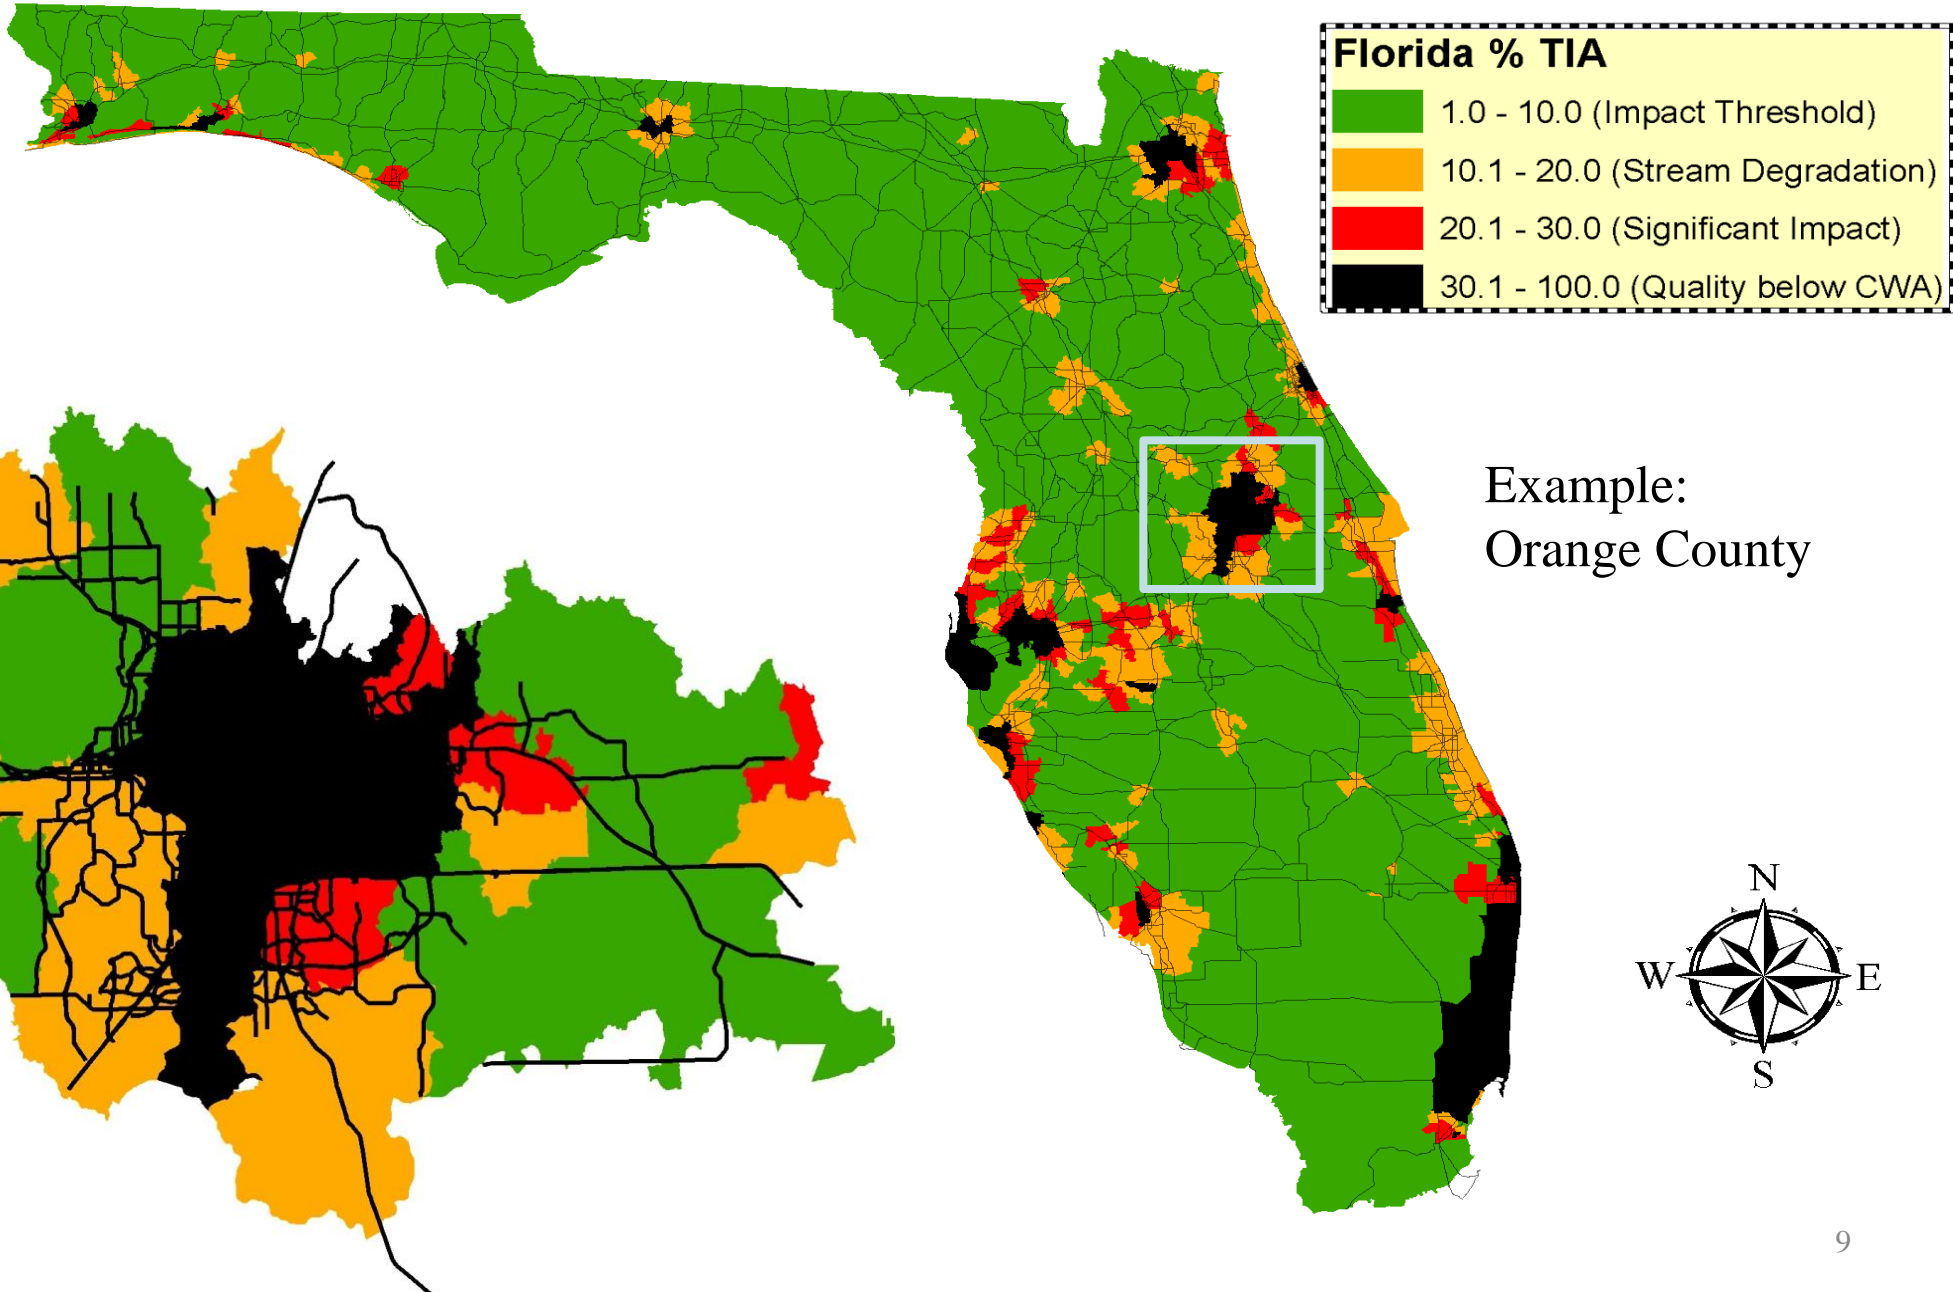 Florida % TIA
1.0 - 10.0 (Impact Threshold)
10.1 - 20.0 (Stream Degradation)
20.1 - 30.0 (Significant Impact)
30.1 - 100.0 (Quality below CWA)
Example:
Orange County
N
W
E
S
9